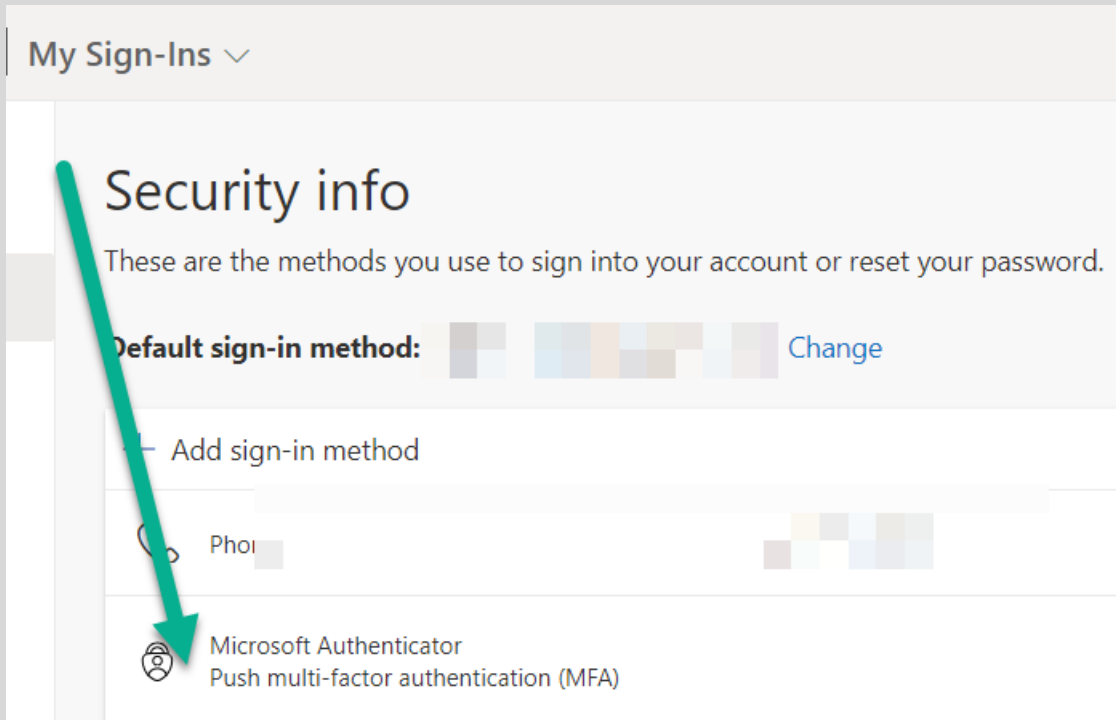 My Sign-Ins
Security info
These are the methods you use to sign into your account or reset your password.
Default sign-in method: Change
Add sign-in method
Microsoft Authenticator
Push multi-factor authentication (MFA)